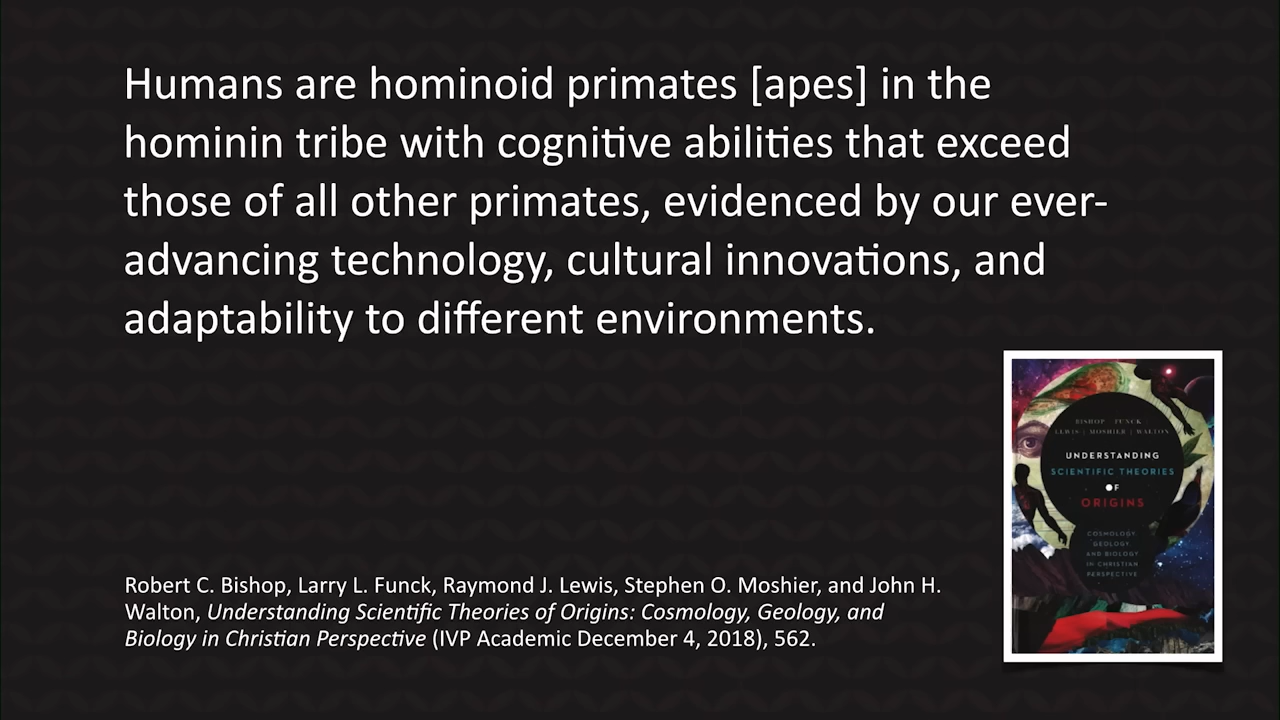 Humans are hominoid primates [apes] in the
hominin tribe with cognitive abilities that exceed
those of all other primates, evidenced by our ever-
advancing technology, cultural innovations, and
adaptability to different environments.
BISHOP FUNCK
LEWIS | MOSHIER | WALTON
UNDERSTANDING
SCIENTIFIC THEORIES
OF
ORIGINS
COSMOLOGY,
GEOLOGY,
AND BIOLOGY
IN CHRISTIAN
PERSPECTIVE
Robert C. Bishop, Larry L. Funck, Raymond J. Lewis, Stephen O. Moshier, and John H.
Walton, Understanding Scientific Theories of Origins: Cosmology, Geology, and
Biology in Christian Perspective (IVP Academic December 4, 2018), 562.